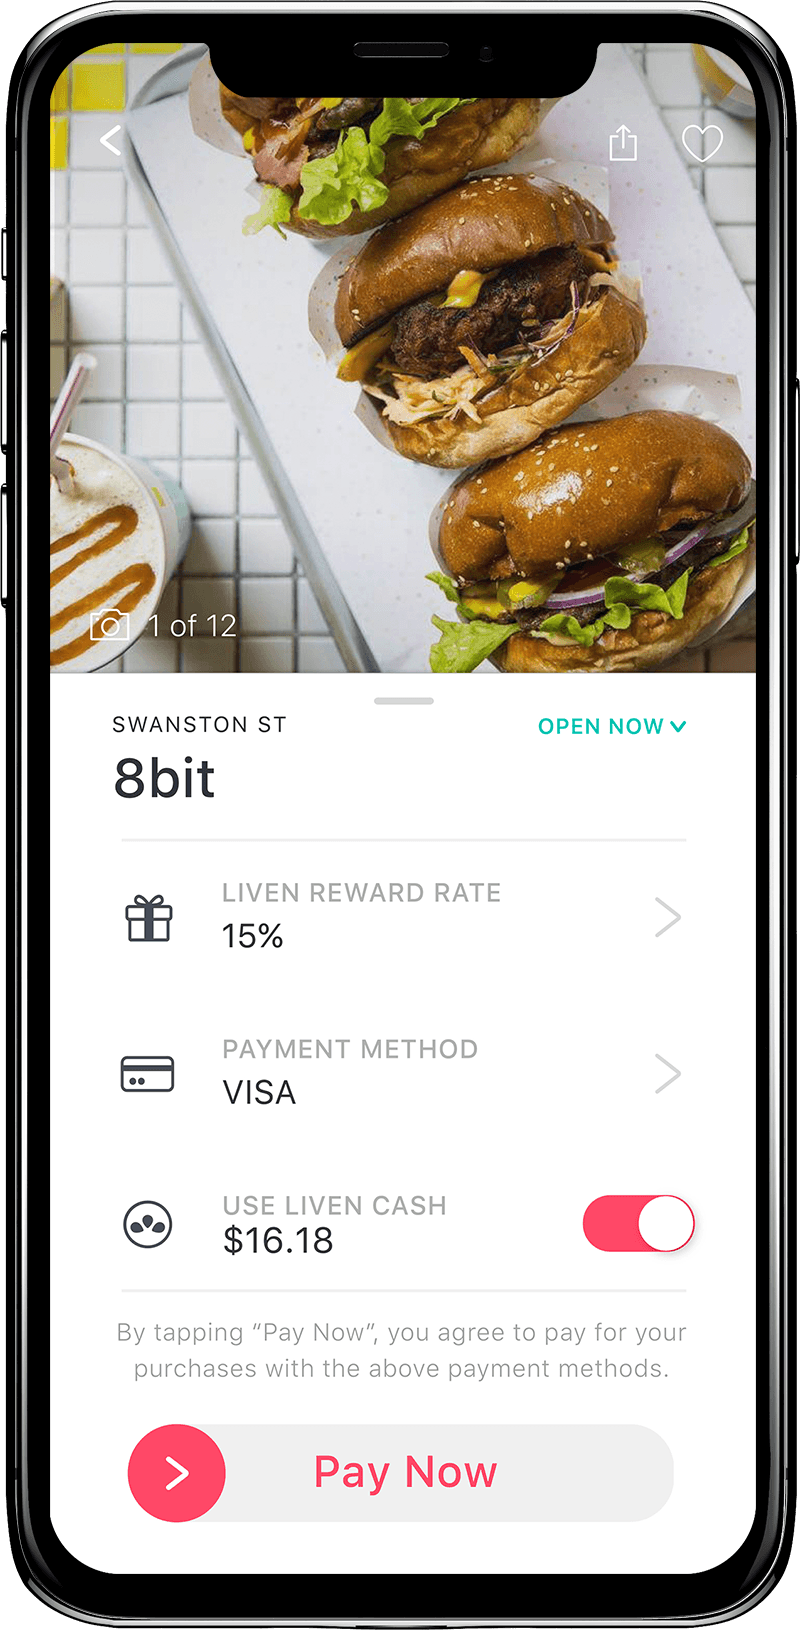 1 of 12
SWANSTON ST
OPEN NOW
8bit
LIVEN REWARD RATE
15%
PAYMENT METHOD
VISA
USE LIVEN CASH
$16.18
By tapping “Pay Now”, you agree to pay for your
purchases with the above payment methods.
Pay Now